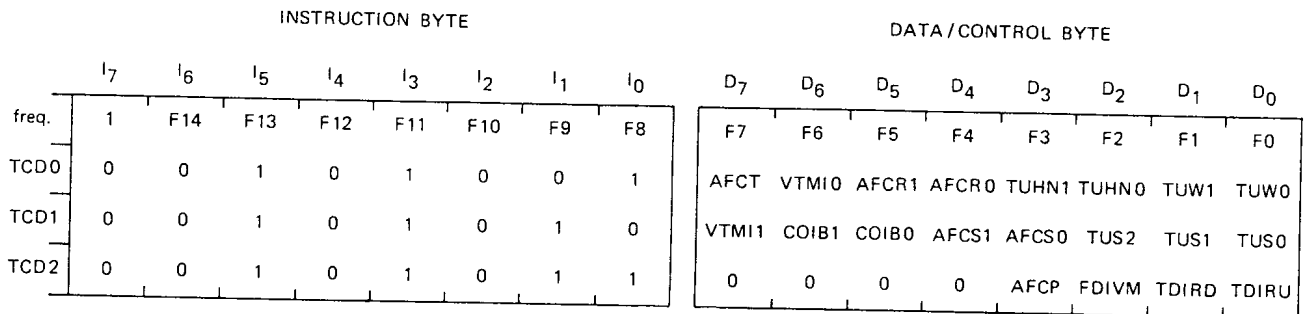 INSTRUCTION BYTE DATA/CONTROL BYTE
I7 I6 I5 I4 I3 I2 I1 I0 D7 D6 D5 D4 D3 D2 D1 D0
freq. 1 F14 F13 F12 F11 F10 F9 F8 F7 F6 F5 F4 F3 F2 F1 F0
TCD0 0 0 1 0 1 0 0 1 AFCT VTMI0 AFCR1 AFCR0 TUHN1 TUHN0 TUW1 TUW0
TCD1 0 0 1 0 1 0 1 0 VTMI1 COIB1 COIB0 AFCS1 AFCS0 TUS2 TUS1 TUS0
TCD2 0 0 1 0 1 0 1 1 0 0 0 0 AFCP FDIVM TDIRD TDIRU